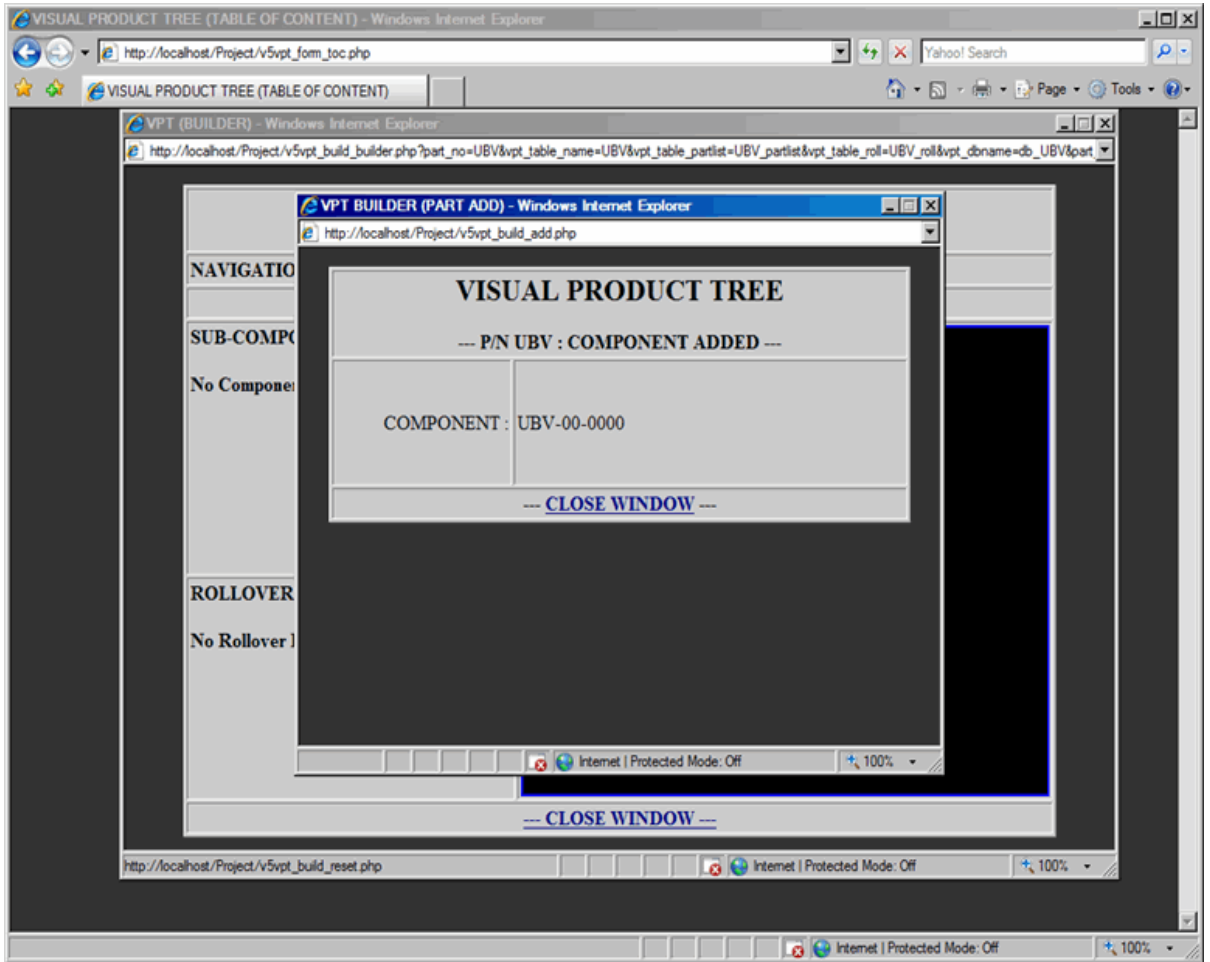 VISUAL PRODUCT TREE (TABLE OF CONTENT) - Windows Internet Explorer
http://localhost/Project/v5vpt_form_toc.php
Yahoo! Search
VISUAL PRODUCT TREE (TABLE OF CONTENT)
Page
Tools
VPT (BUILDER) - Windows Internet Explorer
http://localhost/Project/v5vpt_build_builder.php?part_no=UBV&vpt_table_name=UBV&vpt_table_partlist=UBV_partlist&vpt_table_roll=UBV_roll&vpt_dbname=db_UBV&part
VPT BUILDER (PART ADD) - Windows Internet Explorer
http://localhost/Project/v5vpt_build_add.php
NAVIGATIO
VISUAL PRODUCT TREE
SUB-COMPO
--- P/N UBV : COMPONENT ADDED ---
No Componen
COMPONENT : UBV-00-0000
--- CLOSE WINDOW ---
ROLLOVER
No Rollover
Internet | Protected Mode: Off
100%
--- CLOSE WINDOW ---
http://localhost/Project/v5vpt_build_reset.php
Internet | Protected Mode: Off
100%
Internet | Protected Mode: Off
100%